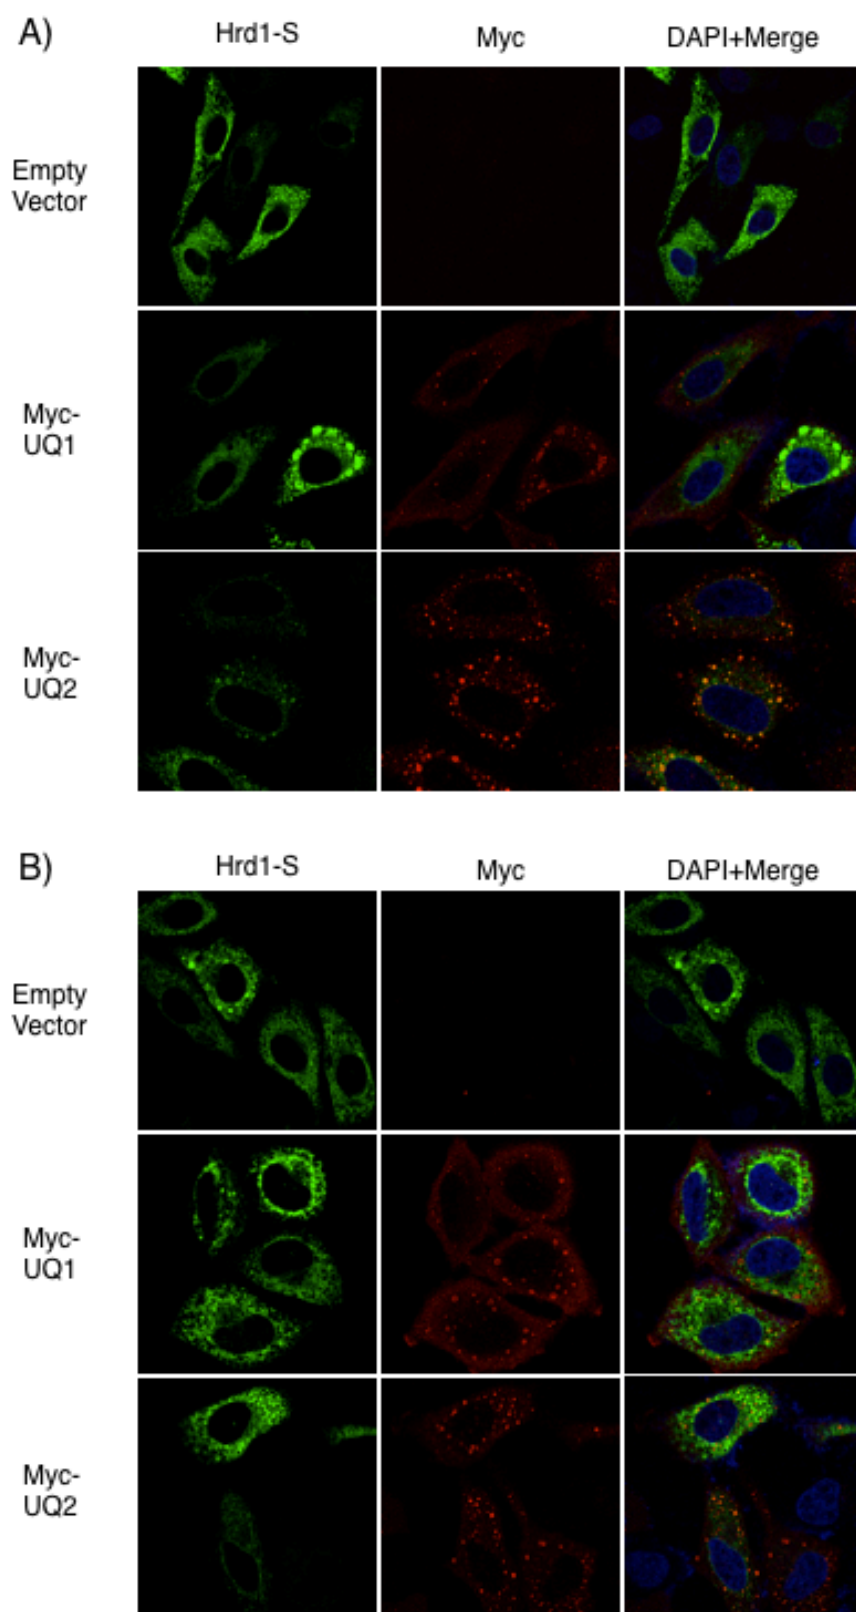 A)
Hrd1-S Myc DAPI+Merge
Empty
Vector
Myc-
UQ1
Myc-
UQ2
B)
Hrd1-S Myc DAPI+Merge
Empty
Vector
Myc-
UQ1
Myc-
UQ2